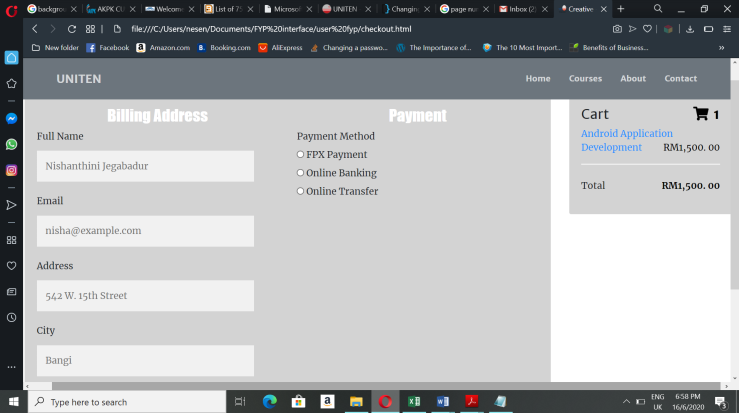 backgrou
AKPK CU
Welcome
List of 75
Microsof
UNITEN
Changing
page num
Inbox (2)
Creative
file:///C:/Users/nesen/Documents/FYP%20interface/user%20fyp/checkout.html
New folder
Facebook
Amazon.com
Booking.com
AliExpress
Changing a passwo...
The Importance of...
The 10 Most Import...
Benefits of Business...
UNITEN
Home Courses About Contact
Billing Address
Full Name
Nishanthini Jegabadur
Email
nisha@example.com
Address
542 W. 15th Street
City
Bangi
Payment
Payment Method
FPX Payment
Online Banking
Online Transfer
Cart 1
Android Application
Development RM1,500. 00
Total RM1,500. 00
Type here to search
ENG
UK
6:58 PM
16/6/2020
3